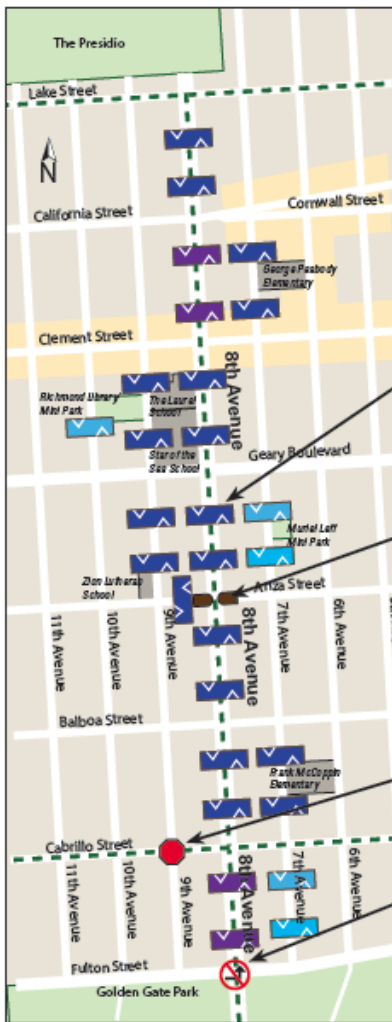 The Presidio
Lake Street
N
California Street
Cornwall Street
George Peabody
Elementary
Clement Street
8th Avenue
Richmond Library
Mini Park
The Laurel
School
Star of the
Sea School
Geary Boulevard
Muriel Leff
Mini Park
Zion Lutheran
School
Anza Street
11th Avenue
10th Avenue
9th Avenue
8th Avenue
7th Avenue
6th Avenue
Balboa Street
Frank McCoppin
Elementary
Cabrillo Street
11th Avenue
10th Avenue
9th Avenue
8th Avenue
7th Avenue
6th Avenue
Fulton Street
Golden Gate Park